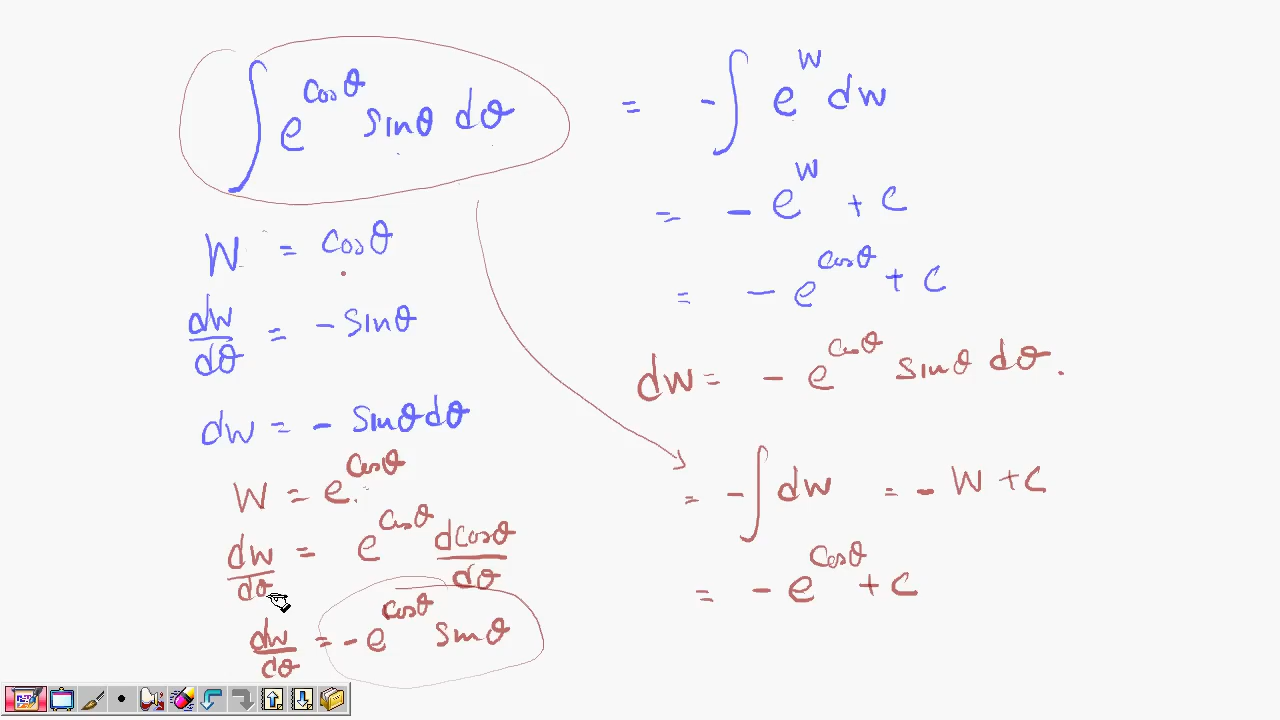 ∫ e^{cosθ} sinθ dθ
W = cosθ
dw/dθ = - sinθ
dw = - sinθdθ
W = e^{cosθ}
dw/dθ = e^{cosθ} dcosθ/dθ
dw/dθ = - e^{cosθ} sinθ
= - ∫ e^W dw
= - e^W + C
= - e^{cosθ} + C
dw = - e^{cosθ} sinθ dθ.
= - ∫ dw = - W + C
= - e^{cosθ} + C